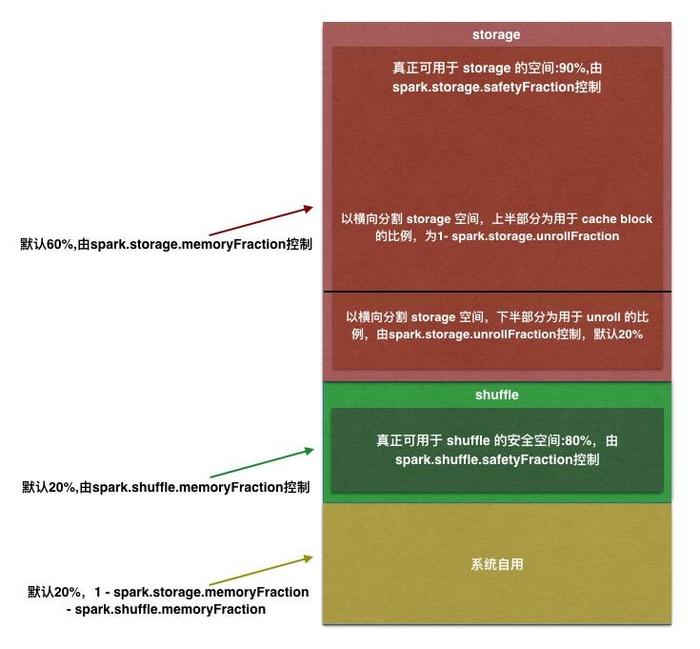 storage
真正可用于 storage 的空间:90%,由
spark.storage.safetyFraction控制
以横向分割 storage 空间，上半部分为用于 cache block
的比例，为1- spark.storage.unrollFraction
默认60%,由spark.storage.memoryFraction控制
以横向分割 storage 空间，下半部分为用于 unroll 的比
例，由spark.storage.unrollFraction控制，默认20%
shuffle
真正可用于 shuffle 的安全空间:80%，由
spark.shuffle.safetyFraction控制
默认20%,由spark.shuffle.memoryFraction控制
系统自用
默认20%，1 - spark.storage.memoryFraction
- spark.shuffle.memoryFraction